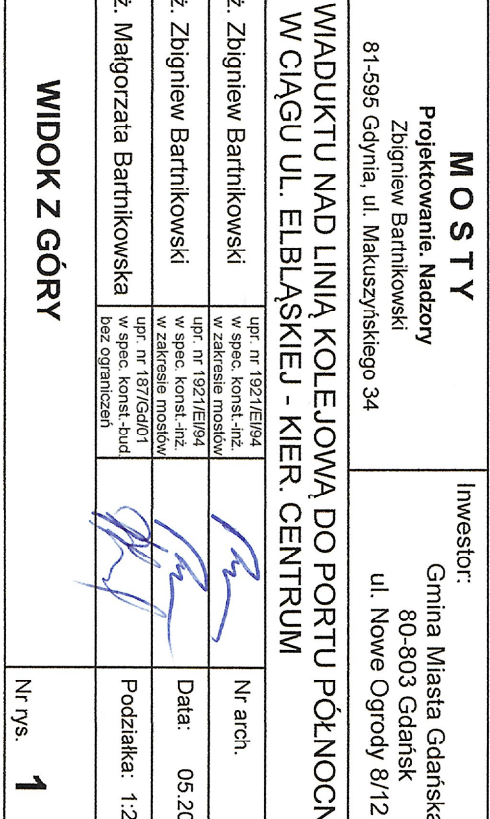 M O S T Y
Projektowanie. Nadzory
Zbigniew Bartnikowski
81-595 Gdynia, ul. Makuszyńskiego 34
Inwestor:
Gmina Miasta Gdańska
80-803 Gdańsk
ul. Nowe Ogrody 8/12
WIADUKTU NAD LINIĄ KOLEJOWĄ DO PORTU PÓŁNOCN
W CIĄGU UL. ELBLĄSKIEJ - KIER. CENTRUM
ż. Zbigniew Bartnikowski
upr. nr 1921/El/94
w spec. konst.-inż.
w zakresie mostów
Nr arch.
ż. Zbigniew Bartnikowski
upr. nr 1921/El/94
w spec. konst.-inż.
w zakresie mostów
Data: 05.20
ż. Małgorzata Bartnikowska
upr. nr 187/Gd/01
w spec. konst.-bud.
bez ograniczeń
Podziałka: 1:2
WIDOK Z GÓRY
Nr rys. 1